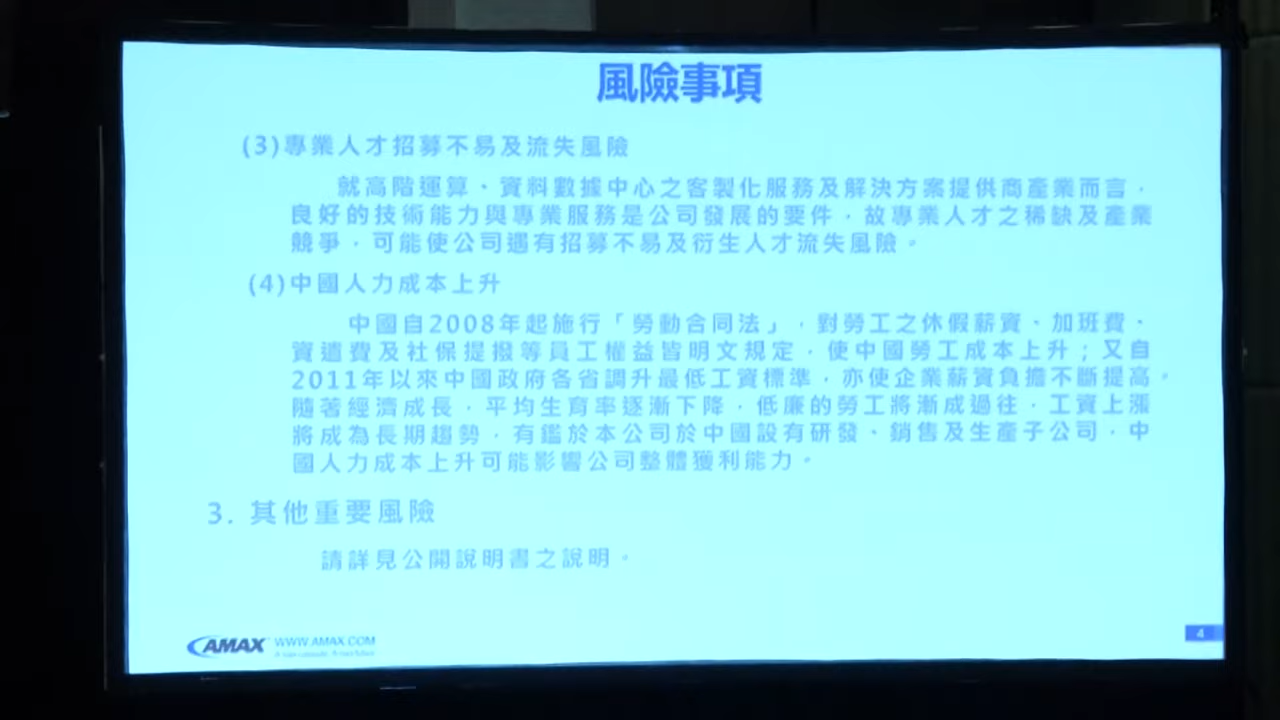 風險事項
(3)專業人才招募不易及流失風險
就高階運算、資料數據中心之客製化服務及解決方案提供商產業而言，
良好的技術能力與專業服務是公司發展的要件，故專業人才之稀缺及產業
競爭，可能使公司遇有招募不易及衍生人才流失風險。
(4)中國人力成本上升
中國自2008年起施行「勞動合同法」，對勞工之休假薪資、加班費、
資遣費及社保提撥等員工權益皆明文規定，使中國勞工成本上升；又自
2011年以來中國政府各省調升最低工資標準，亦使企業薪資負擔不斷提高。
隨著經濟成長，平均生育率逐漸下降，低廉的勞工將漸成過往，工資上漲
將成為長期趨勢，有鑑於本公司於中國設有研發、銷售及生產子公司，中
國人力成本上升可能影響公司整體獲利能力。
3. 其他重要風險
請詳見公開說明書之說明。
AMAX WWW.AMAX.COM
4